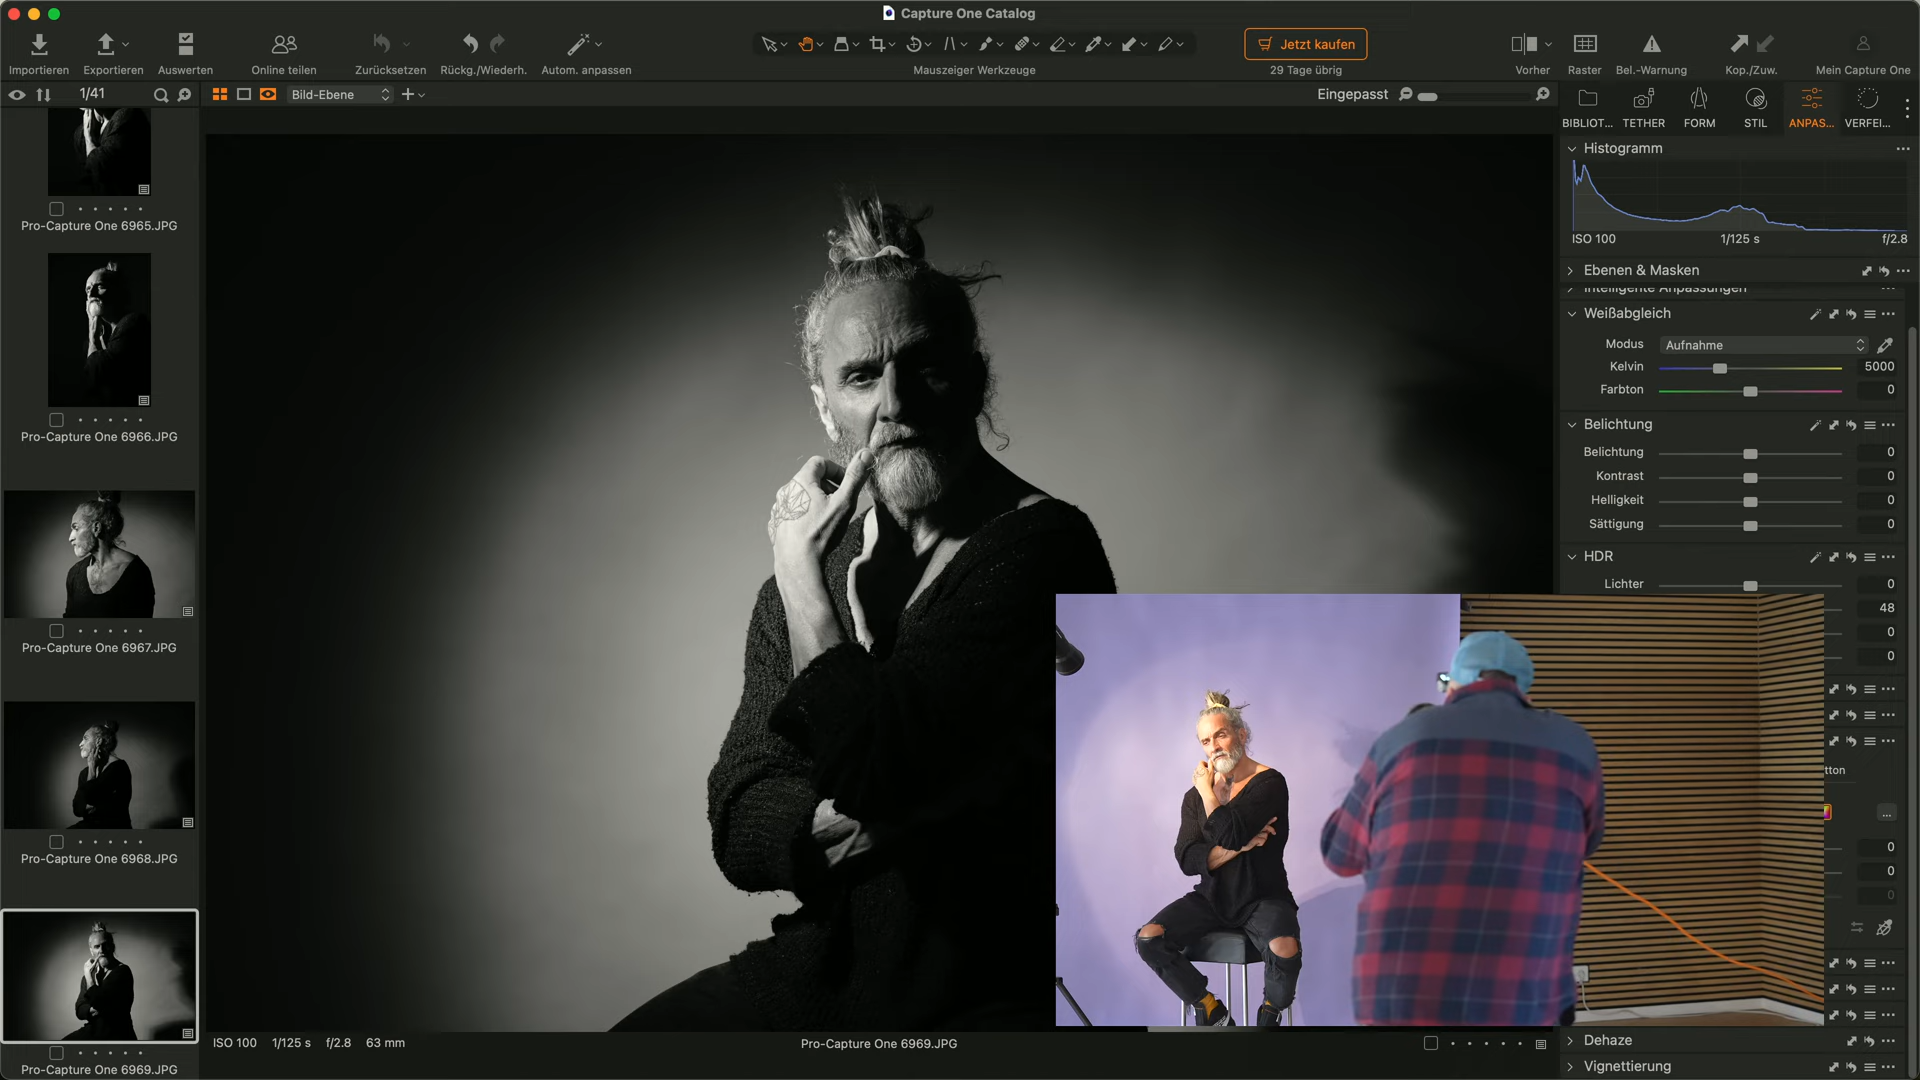 Capture One Catalog
Importieren
Exportieren
Auswerten
Online teilen
Zurücksetzen
Rückg./Wiederh.
Autom. anpassen
Mauszeiger Werkzeuge
Jetzt kaufen
29 Tage übrig
Vorher
Raster
Bel.-Warnung
Kop./Zuw.
Mein Capture One
1/41
Bild-Ebene
Eingepasst
BIBLIOT...
TETHER
FORM
STIL
ANPAS...
VERFEI...
Histogramm
ISO 100
1/125 s
f/2.8
Ebenen & Masken
Intelligente Anpassungen
Weißabgleich
Modus
Aufnahme
Kelvin
5000
Farbton
0
Belichtung
Belichtung
0
Kontrast
0
Helligkeit
0
Sättigung
0
HDR
Lichter
0
48
0
0
tton
...
0
0
0
Dehaze
Vignettierung
Pro-Capture One 6965.JPG
Pro-Capture One 6966.JPG
Pro-Capture One 6967.JPG
Pro-Capture One 6968.JPG
Pro-Capture One 6969.JPG
ISO 100 1/125 s f/2.8 63 mm
Pro-Capture One 6969.JPG